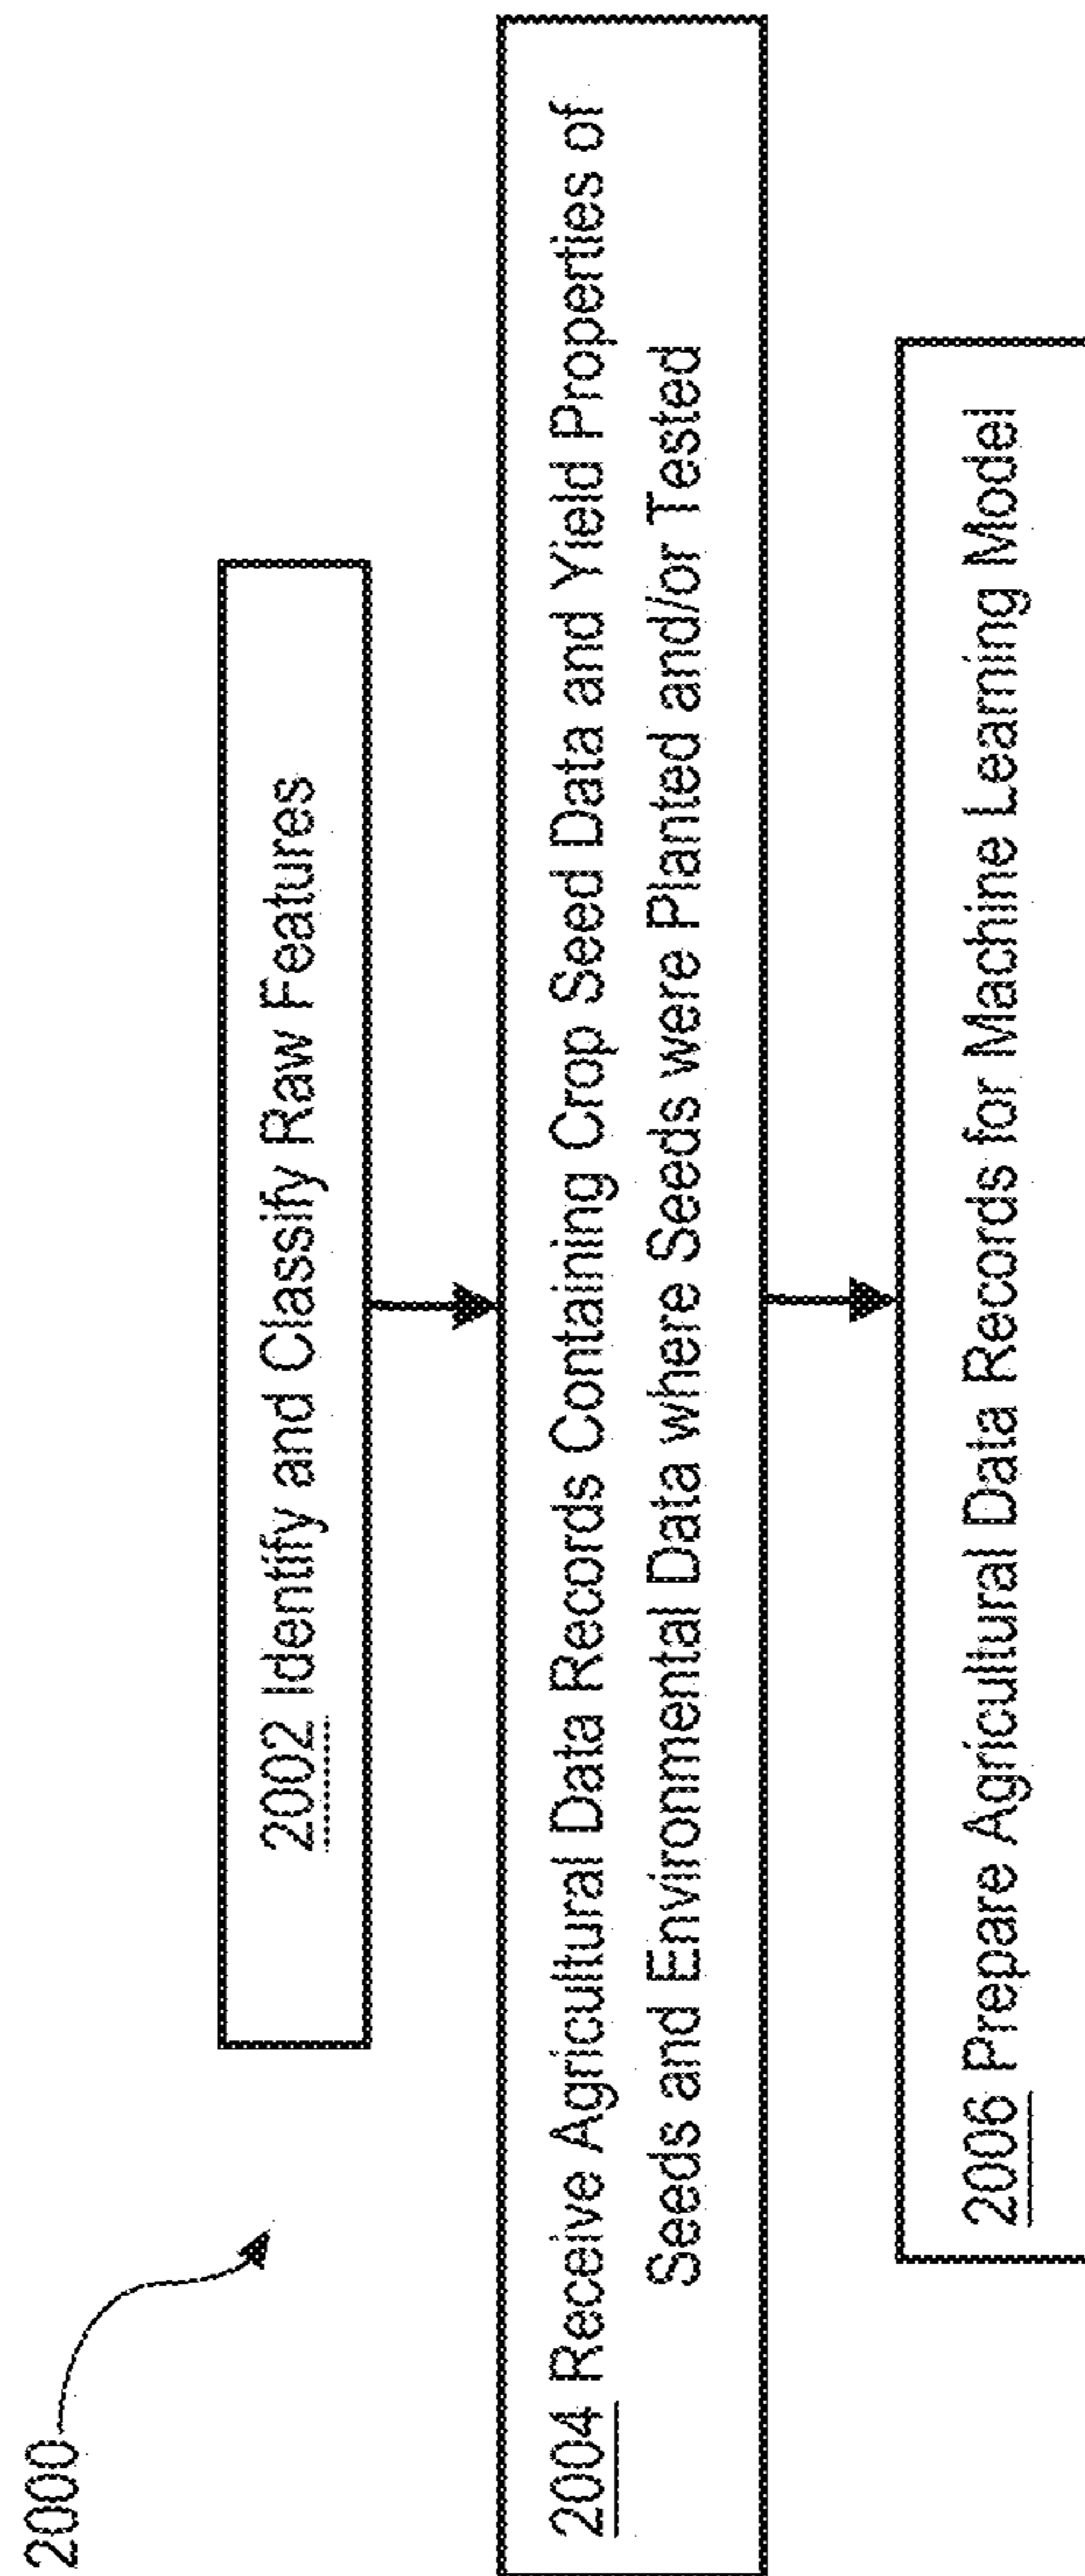 2000
2002 Identify and Classify Raw Features
2004 Receive Agricultural Data Records Containing Crop Seed Data and Yield Properties of
Seeds and Environmental Data where Seeds were Planted and/or Tested
2006 Prepare Agricultural Data Records for Machine Learning Model